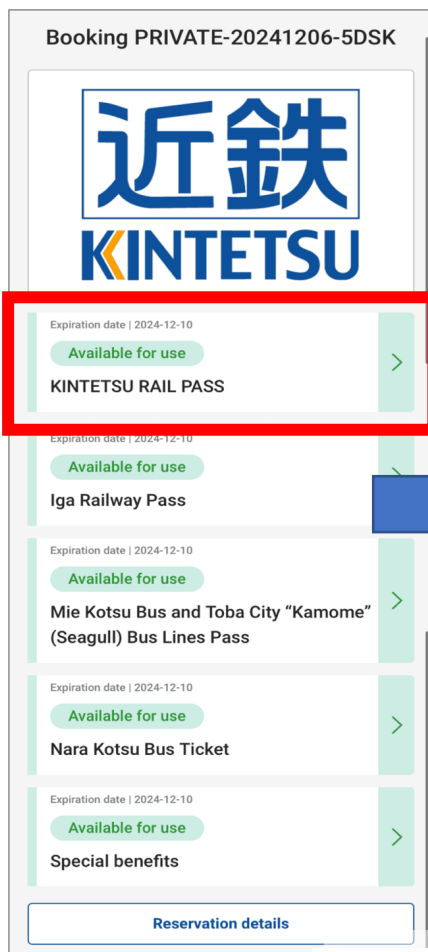 Booking PRIVATE-20241206-5DSK
近鉄
KINTETSU
Expiration date | 2024-12-10
Available for use
KINTETSU RAIL PASS
Expiration date | 2024-12-10
Available for use
Iga Railway Pass
Expiration date | 2024-12-10
Available for use
Mie Kotsu Bus and Toba City “Kamome”
(Seagull) Bus Lines Pass
Expiration date | 2024-12-10
Available for use
Nara Kotsu Bus Ticket
Expiration date | 2024-12-10
Available for use
Special benefits
Reservation details